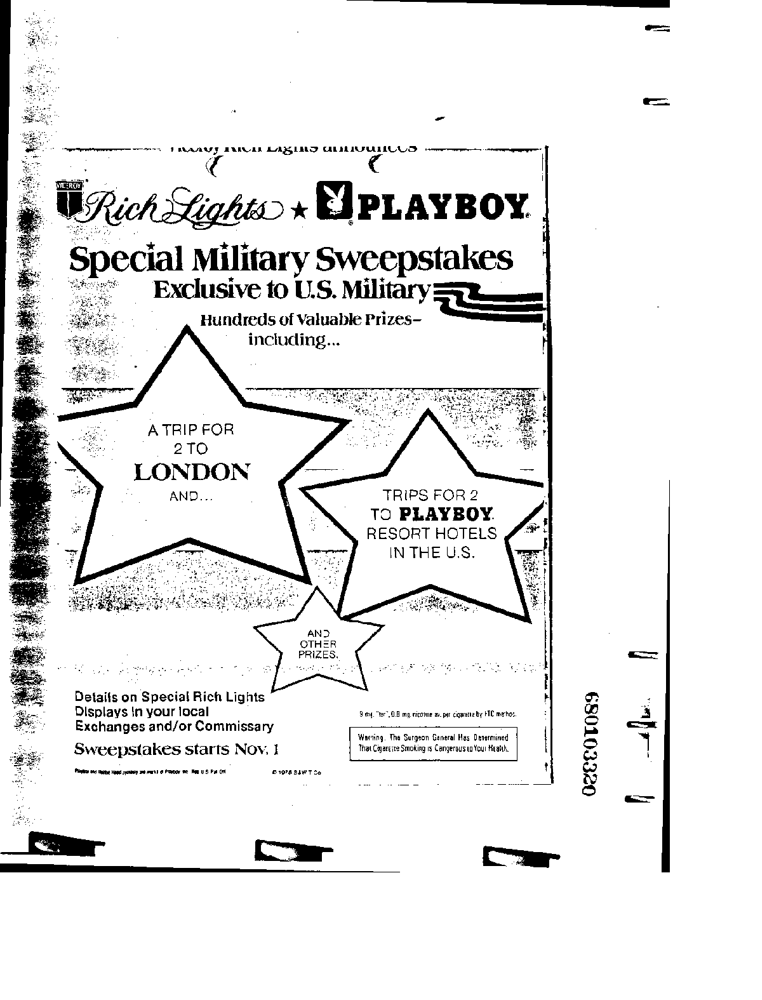 Viceroy Rich Lights announces
VICEROY
Rich Lights ★ PLAYBOY.
Special Military Sweepstakes
Exclusive to U.S. Military
Hundreds of Valuable Prizes–
including...
A TRIP FOR
2 TO
LONDON
AND...
TRIPS FOR 2
TO PLAYBOY.
RESORT HOTELS
IN THE U.S.
AND
OTHER
PRIZES.
Details on Special Rich Lights
Displays in your local
Exchanges and/or Commissary
Sweepstakes starts Nov. 1
9 mg. "tar", 0.8 mg. nicotine av. per cigarette by FTC method.
Warning: The Surgeon General Has Determined
That Cigarette Smoking is Dangerous to Your Health.
© 1978 B&W T Co
680103320